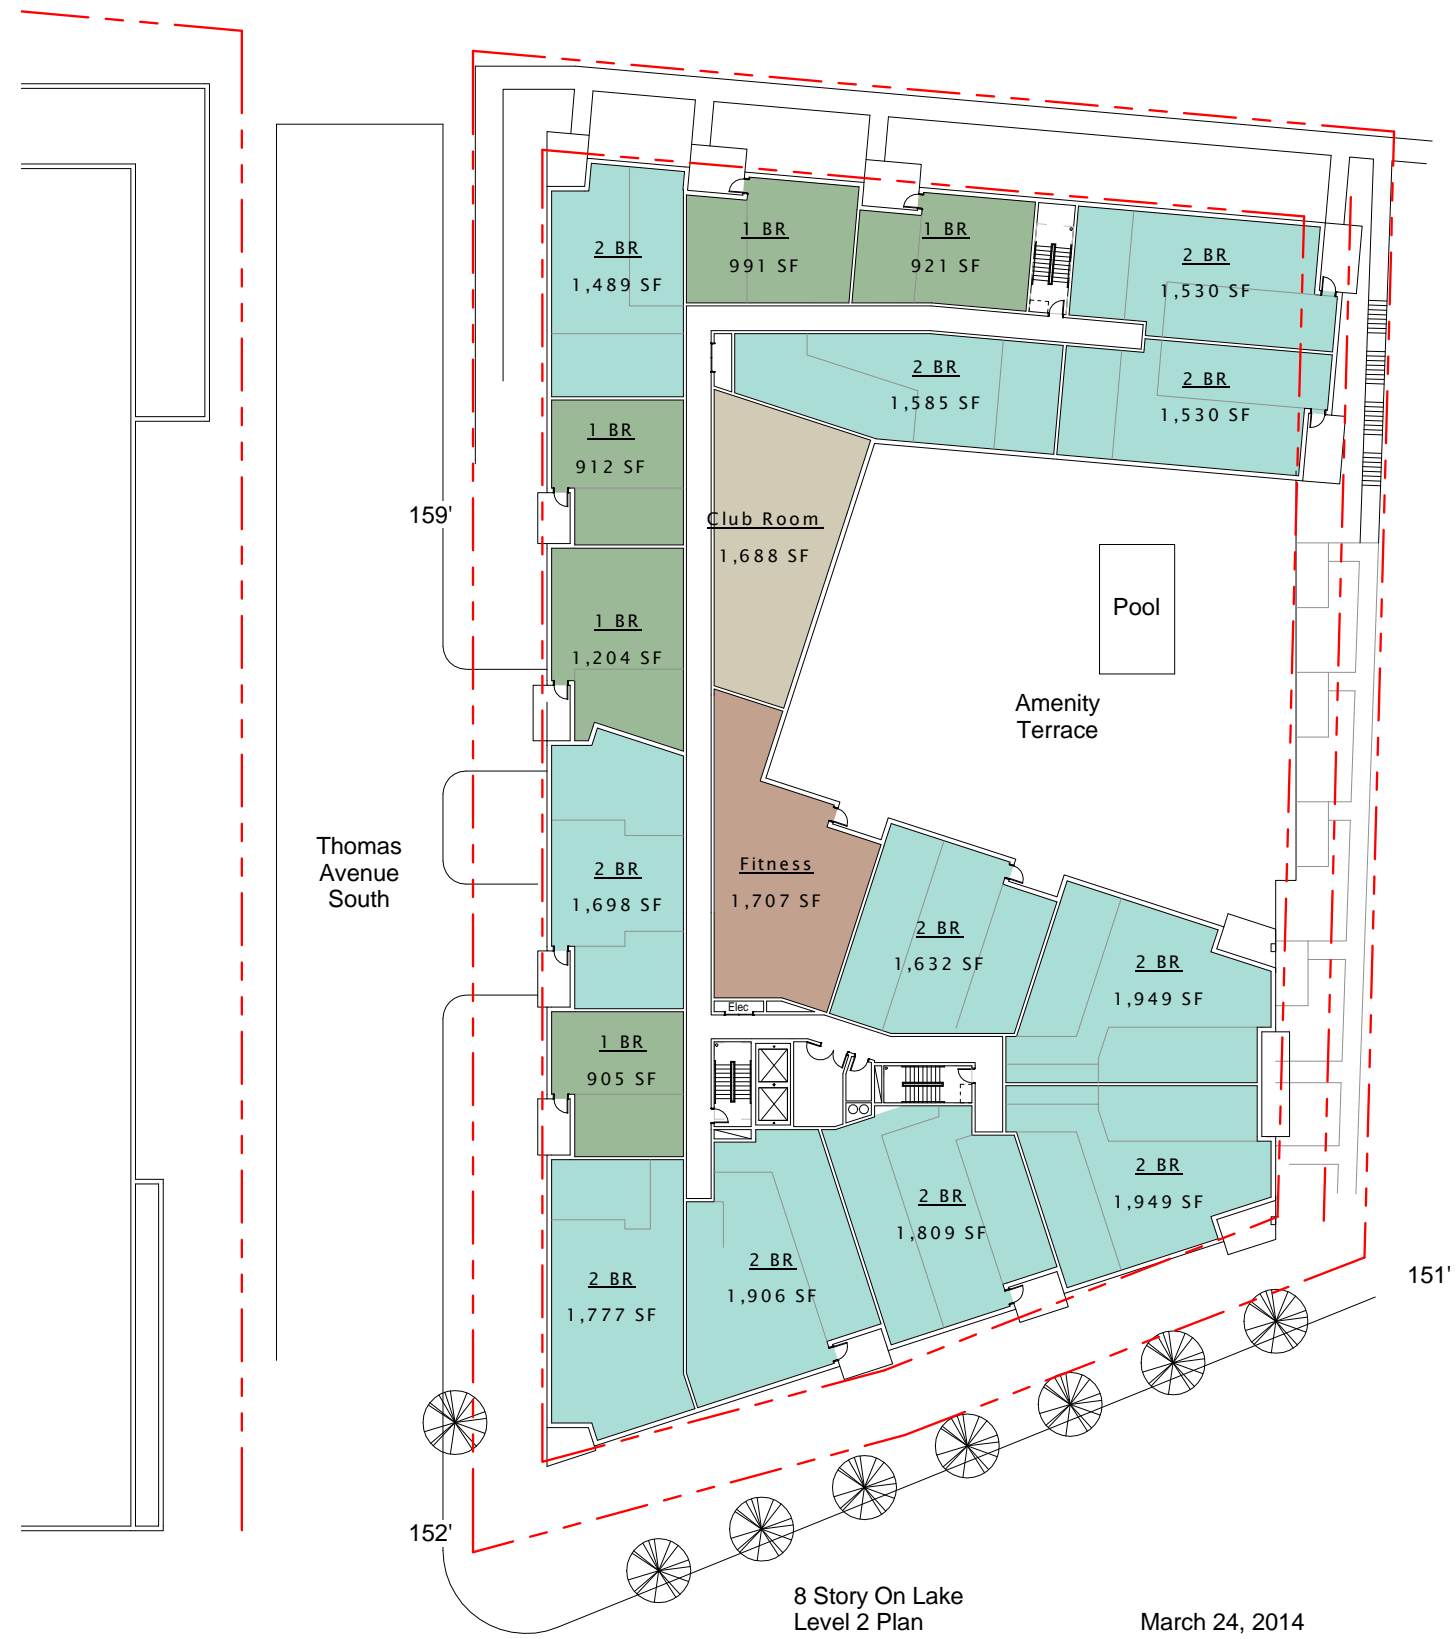 2 BR
1,489 SF
1 BR
991 SF
1 BR
921 SF
2 BR
1,530 SF
2 BR
1,585 SF
2 BR
1,530 SF
1 BR
912 SF
159'
Club Room
1,688 SF
Pool
1 BR
1,204 SF
Amenity
Terrace
Thomas
Avenue
South
2 BR
1,698 SF
Fitness
1,707 SF
2 BR
1,632 SF
2 BR
1,949 SF
Elec
1 BR
905 SF
2 BR
1,949 SF
2 BR
1,809 SF
2 BR
1,906 SF
2 BR
1,777 SF
151'
152'
8 Story On Lake
Level 2 Plan
March 24, 2014